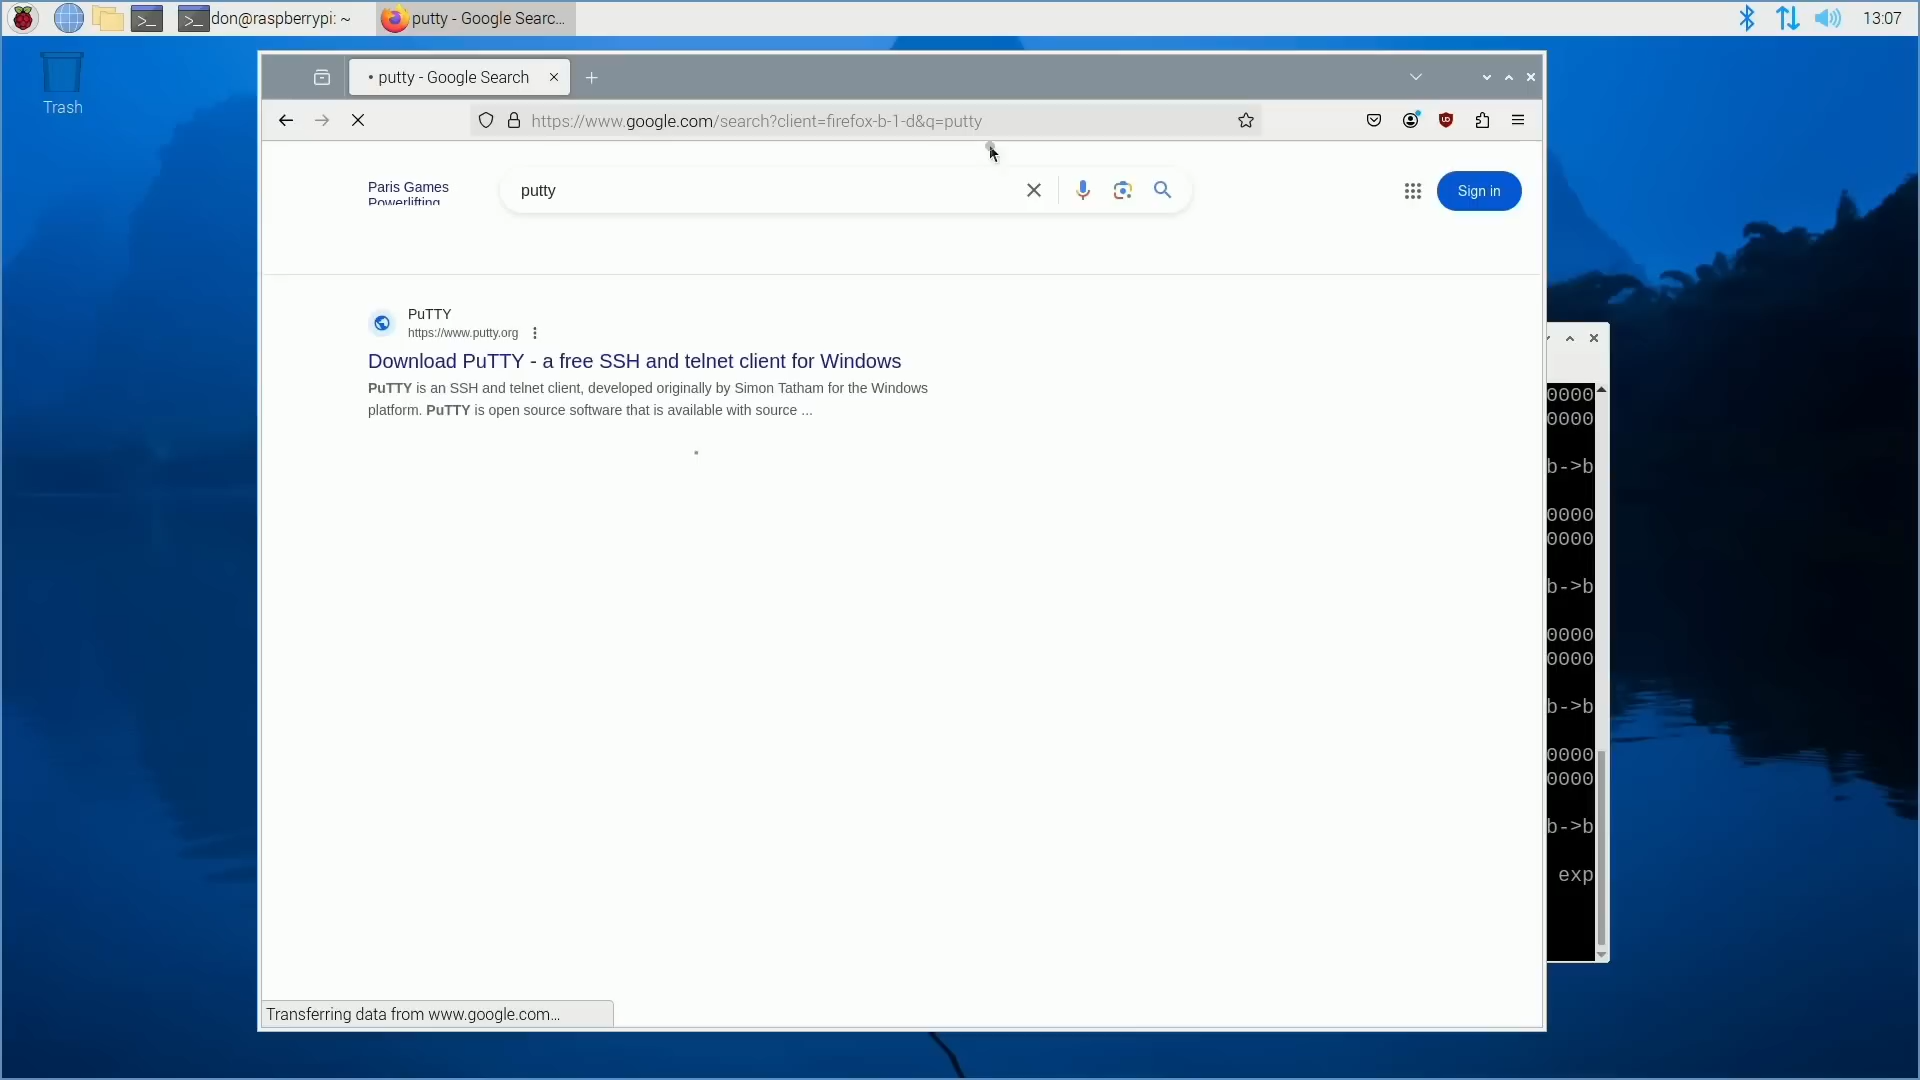 don@raspberrypi: ~
putty - Google Searc...
13:07
Trash
• putty - Google Search
https://www.google.com/search?client=firefox-b-1-d&q=putty
Paris Games
Powerlifting
putty
Sign in
PuTTY
https://www.putty.org
Download PuTTY - a free SSH and telnet client for Windows
PuTTY is an SSH and telnet client, developed originally by Simon Tatham for the Windows
platform. PuTTY is open source software that is available with source ...
0000
0000
b->b
0000
0000
b->b
0000
0000
b->b
0000
0000
b->b
exp
Transferring data from www.google.com...